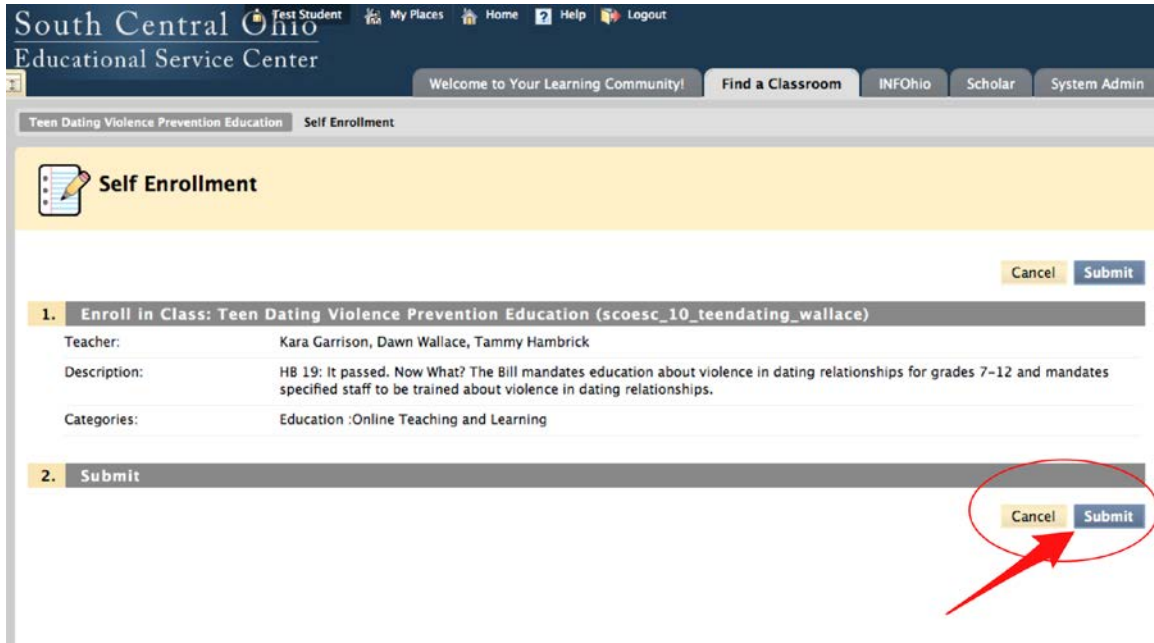 South Central Ohio
Test Student My Places Home ? Help Logout
Educational Service Center
Welcome to Your Learning Community! Find a Classroom INFOhio Scholar System Admin
Teen Dating Violence Prevention Education Self Enrollment
Self Enrollment
Cancel Submit
1. Enroll in Class: Teen Dating Violence Prevention Education (scoesc_10_teendating_wallace)
Teacher: Kara Garrison, Dawn Wallace, Tammy Hambrick
Description: HB 19: It passed. Now What? The Bill mandates education about violence in dating relationships for grades 7-12 and mandates
specified staff to be trained about violence in dating relationships.
Categories: Education :Online Teaching and Learning
2. Submit
Cancel Submit